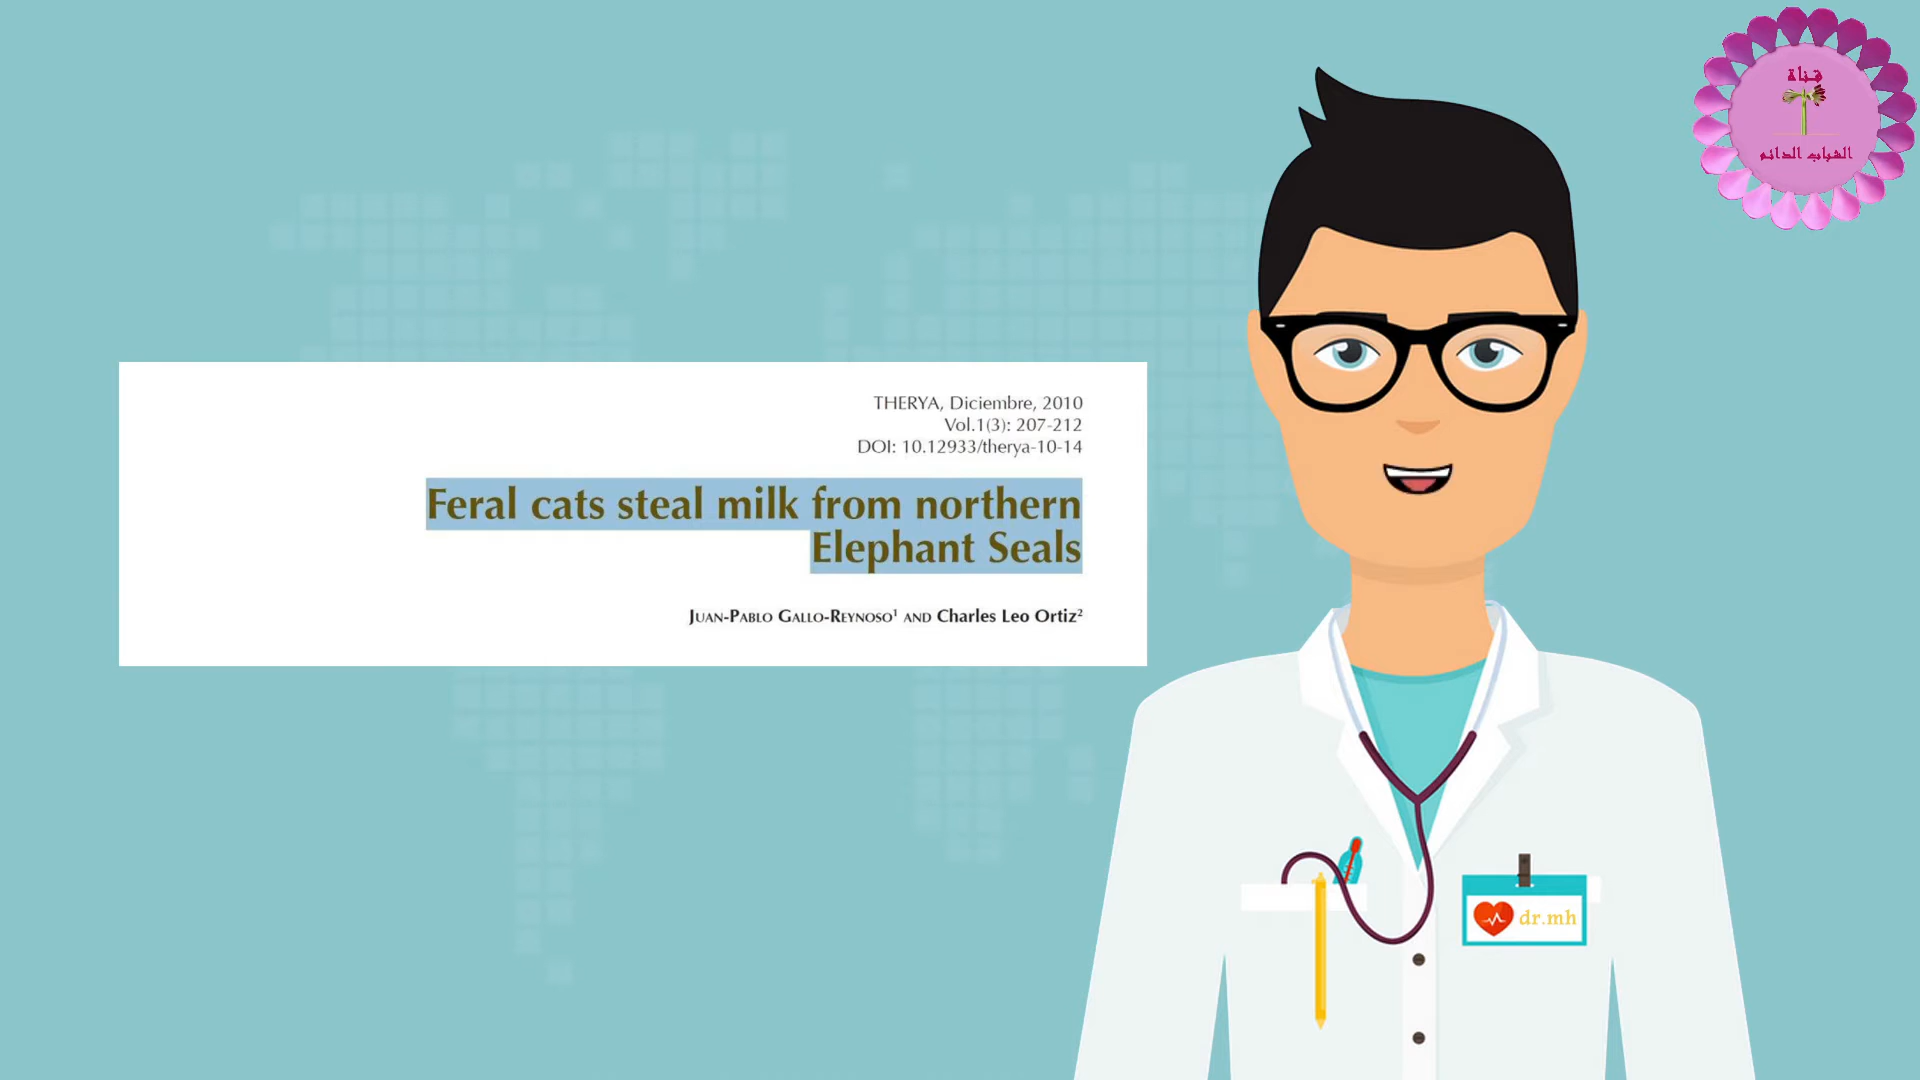 قناة
الشباب الدائم
THERYA, Diciembre, 2010
Vol.1(3): 207-212
DOI: 10.12933/therya-10-14
Feral cats steal milk from northern
Elephant Seals
Juan-Pablo Gallo-Reynoso¹ and Charles Leo Ortiz²
dr.mh